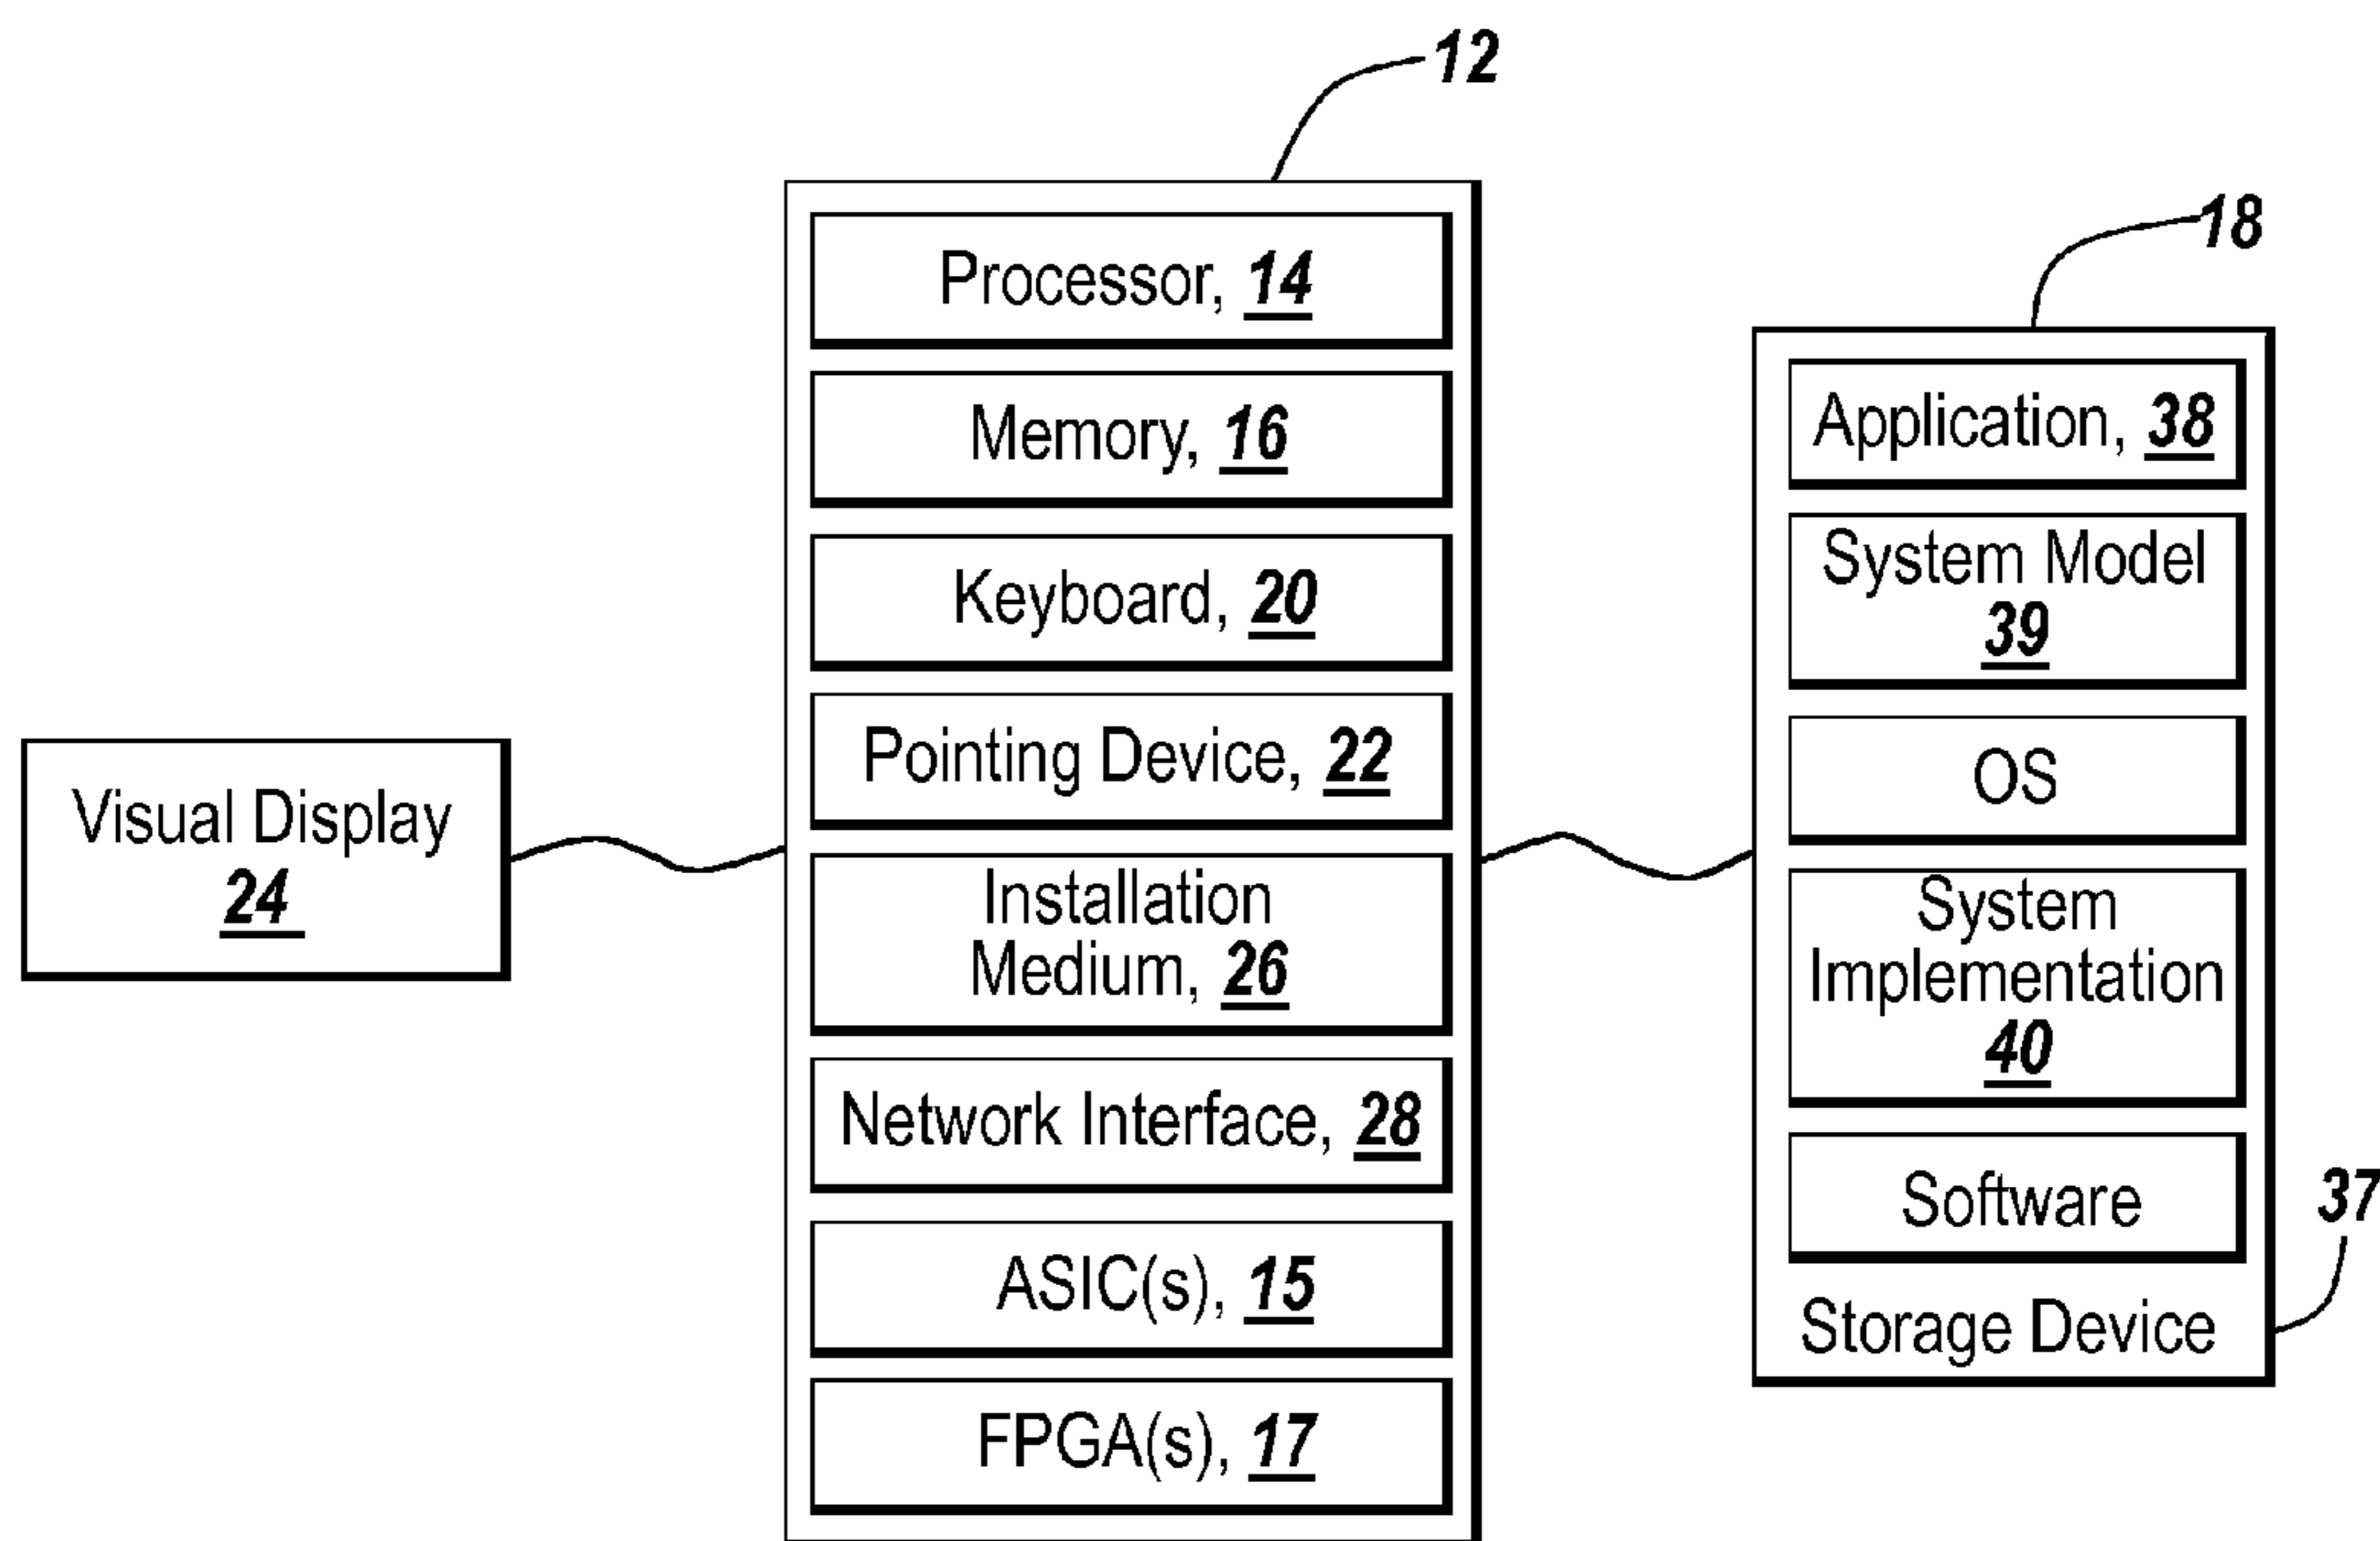 12
Processor, 14
Memory, 16
Keyboard, 20
Pointing Device, 22
Installation
Medium, 26
Network Interface, 28
ASIC(s), 15
FPGA(s), 17
Visual Display
24
18
Application, 38
System Model
39
OS
System
Implementation
40
Software
Storage Device
37